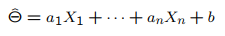 Θ̂ = a₁X₁ + ⋯ + aₙXₙ + b